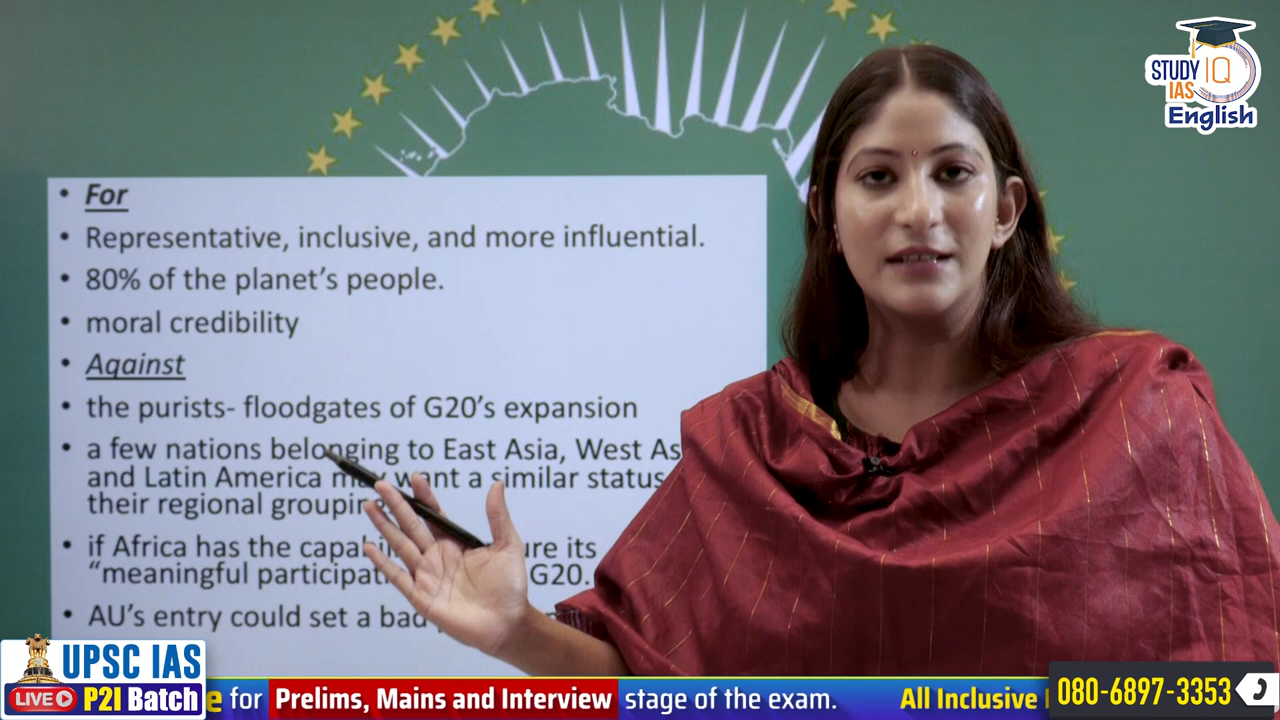 STUDY IQ
IAS
English
For
Representative, inclusive, and more influential.
80% of the planet's people.
moral credibility
Against
the purists- floodgates of G20's expansion
a few nations belonging to East Asia, West As
and Latin America may want a similar status
their regional grouping
if Africa has the capabil ure its
"meaningful participat G20.
AU's entry could set a bad
UPSC IAS
LIVE P2I Batch
e for Prelims, Mains and Interview stage of the exam. All Inclusive
080-6897-3353